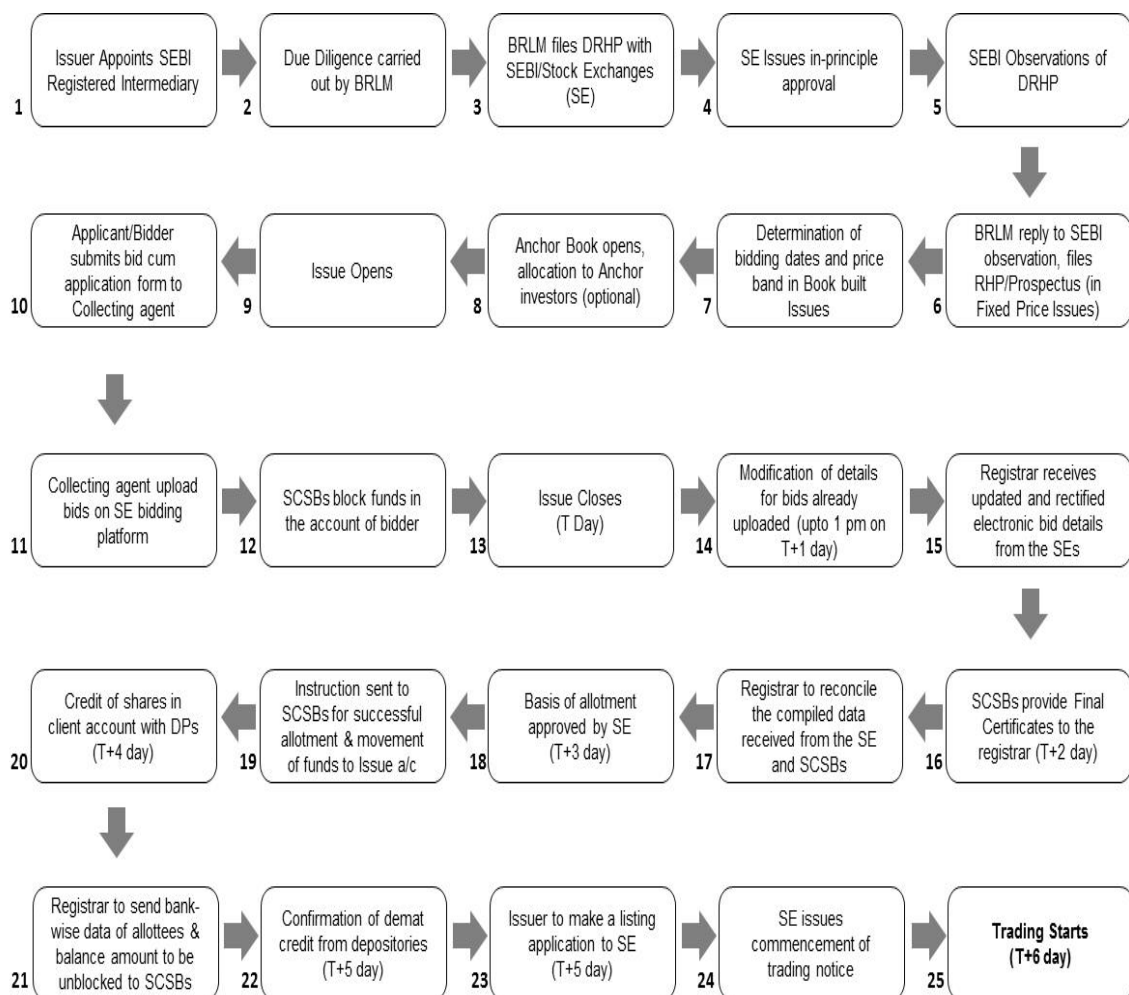 Issuer Appoints SEBI
Registered Intermediary
1
Due Diligence carried
out by BRLM
2
BRLM files DRHP with
SEBI/Stock Exchanges
(SE)
3
SE Issues in-principle
approval
4
SEBI Observations of
DRHP
5
BRLM reply to SEBI
observation, files
RHP/Prospectus (in
Fixed Price Issues)
6
Determination of
bidding dates and price
band in Book built
Issues
7
Anchor Book opens,
allocation to Anchor
investors (optional)
8
Issue Opens
9
Applicant/Bidder
submits bid cum
application form to
Collecting agent
10
Collecting agent upload
bids on SE bidding
platform
11
SCSBs block funds in
the account of bidder
12
Issue Closes
(T Day)
13
Modification of details
for bids already
uploaded (upto 1 pm on
T+1 day)
14
Registrar receives
updated and rectified
electronic bid details
from the SEs
15
SCSBs provide Final
Certificates to the
registrar (T+2 day)
16
Registrar to reconcile
the compiled data
received from the SE
and SCSBs
17
Basis of allotment
approved by SE
(T+3 day)
18
Instruction sent to
SCSBs for successful
allotment & movement
of funds to Issue a/c
19
Credit of shares in
client account with DPs
(T+4 day)
20
Registrar to send bank-
wise data of allottees &
balance amount to be
unblocked to SCSBs
21
Confirmation of demat
credit from depositories
(T+5 day)
22
Issuer to make a listing
application to SE
(T+5 day)
23
SE issues
commencement of
trading notice
24
Trading Starts
(T+6 day)
25